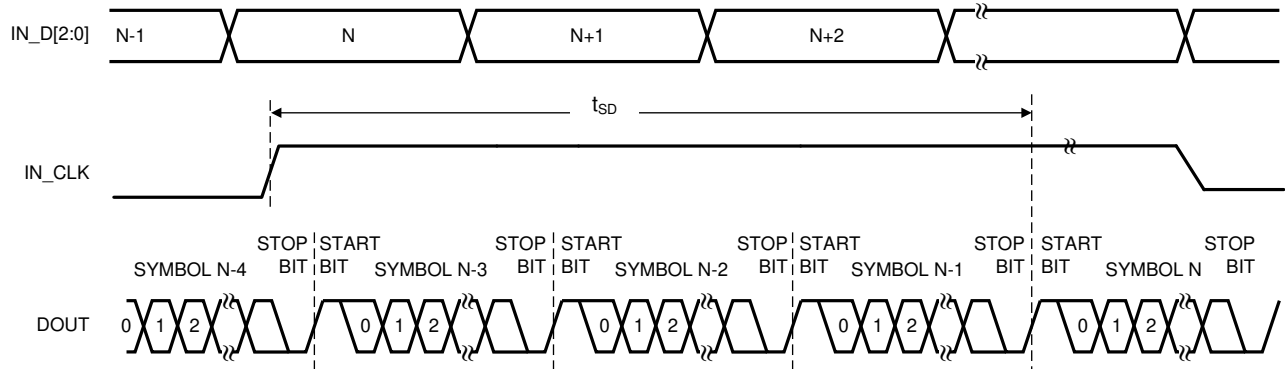 IN_D[2:0] N-1 N N+1 N+2
tSD
IN_CLK
STOP START STOP START STOP START STOP START STOP
BIT BIT BIT BIT BIT BIT BIT BIT BIT
SYMBOL N-4 SYMBOL N-3 SYMBOL N-2 SYMBOL N-1 SYMBOL N
DOUT 0 1 2 0 1 2 0 1 2 0 1 2 0 1 2